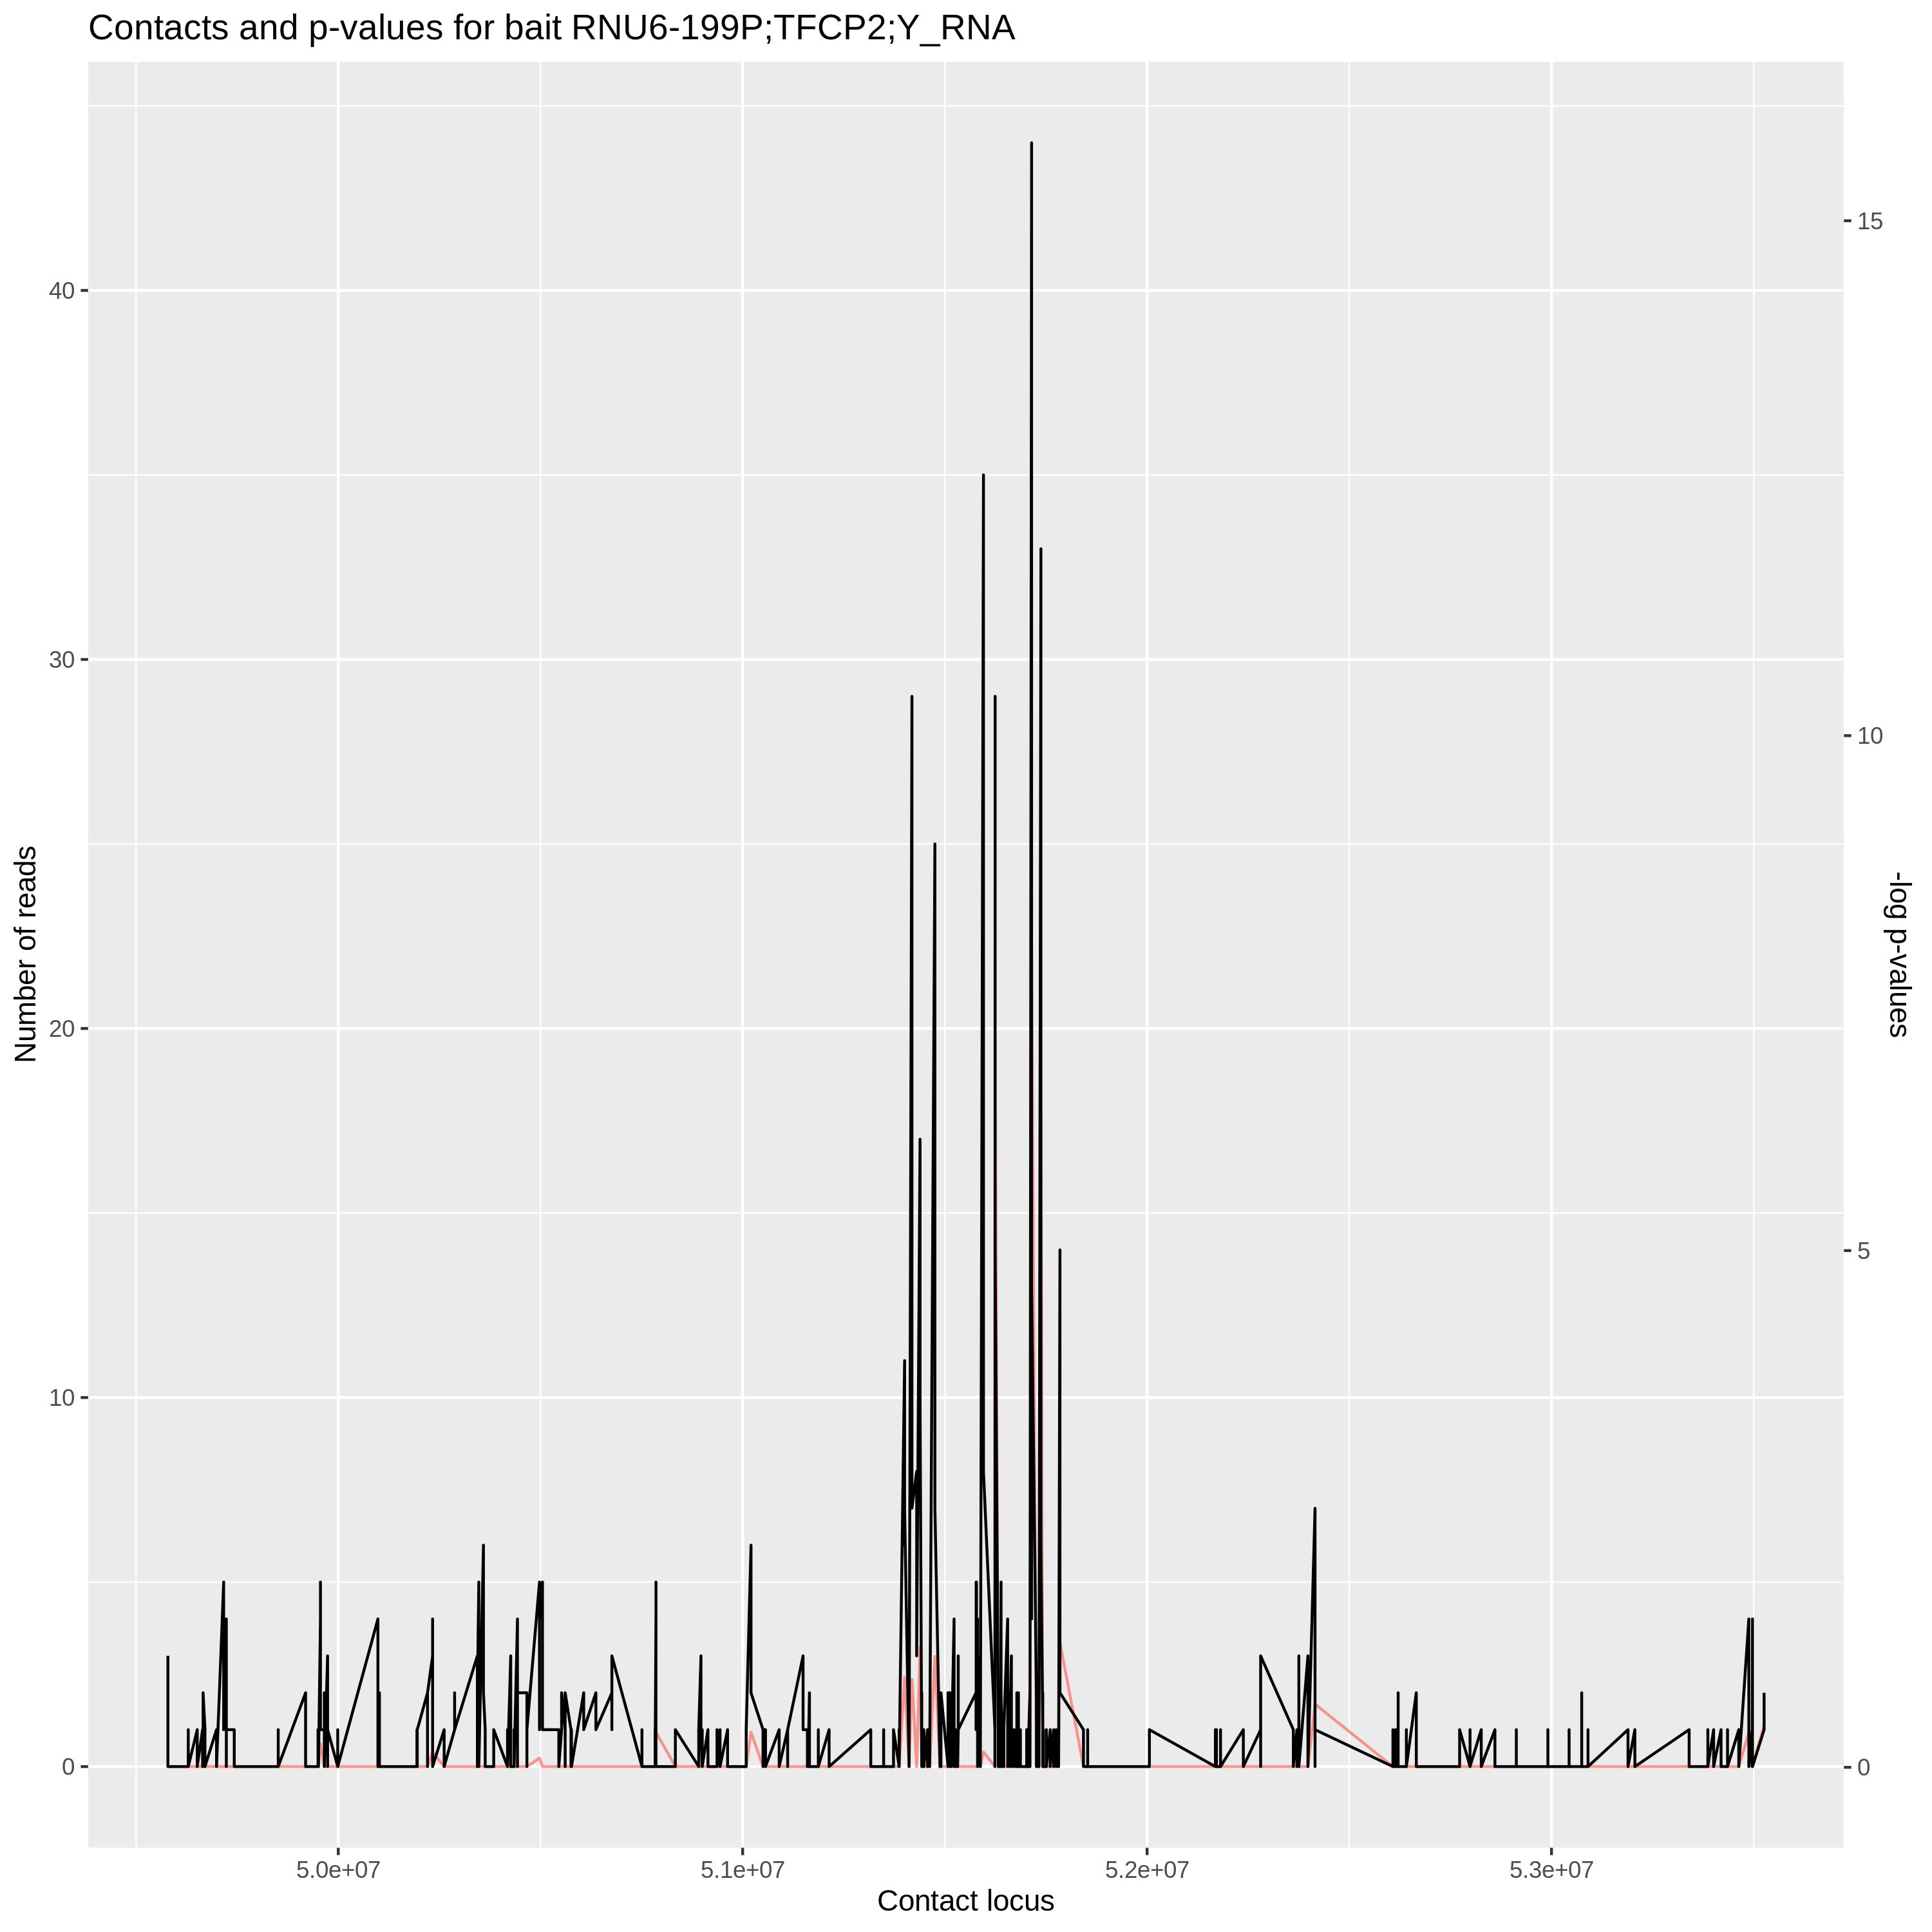 Contacts and p-values for bait RNU6-199P;TFCP2;Y_RNA
40
30
20
10
0
Number of reads
15
10
5
0
-log p-values
5.0e+07
5.1e+07
5.2e+07
5.3e+07
Contact locus